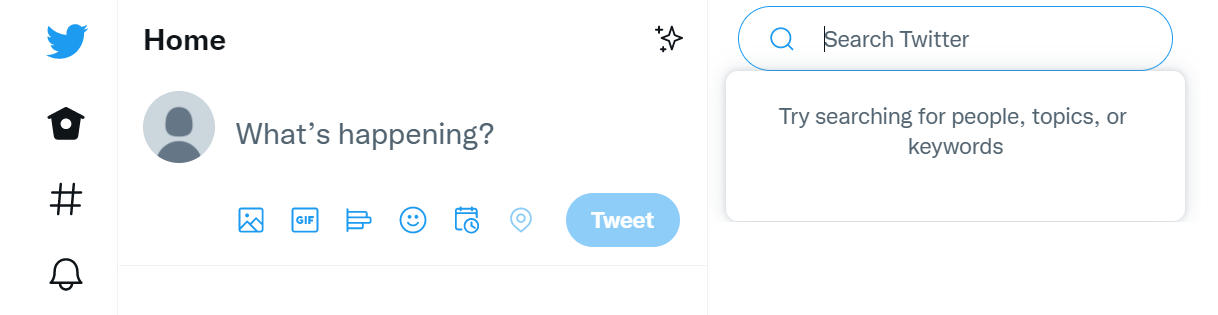 Home
What’s happening?
GIF
Tweet
Search Twitter
Try searching for people, topics, or
keywords